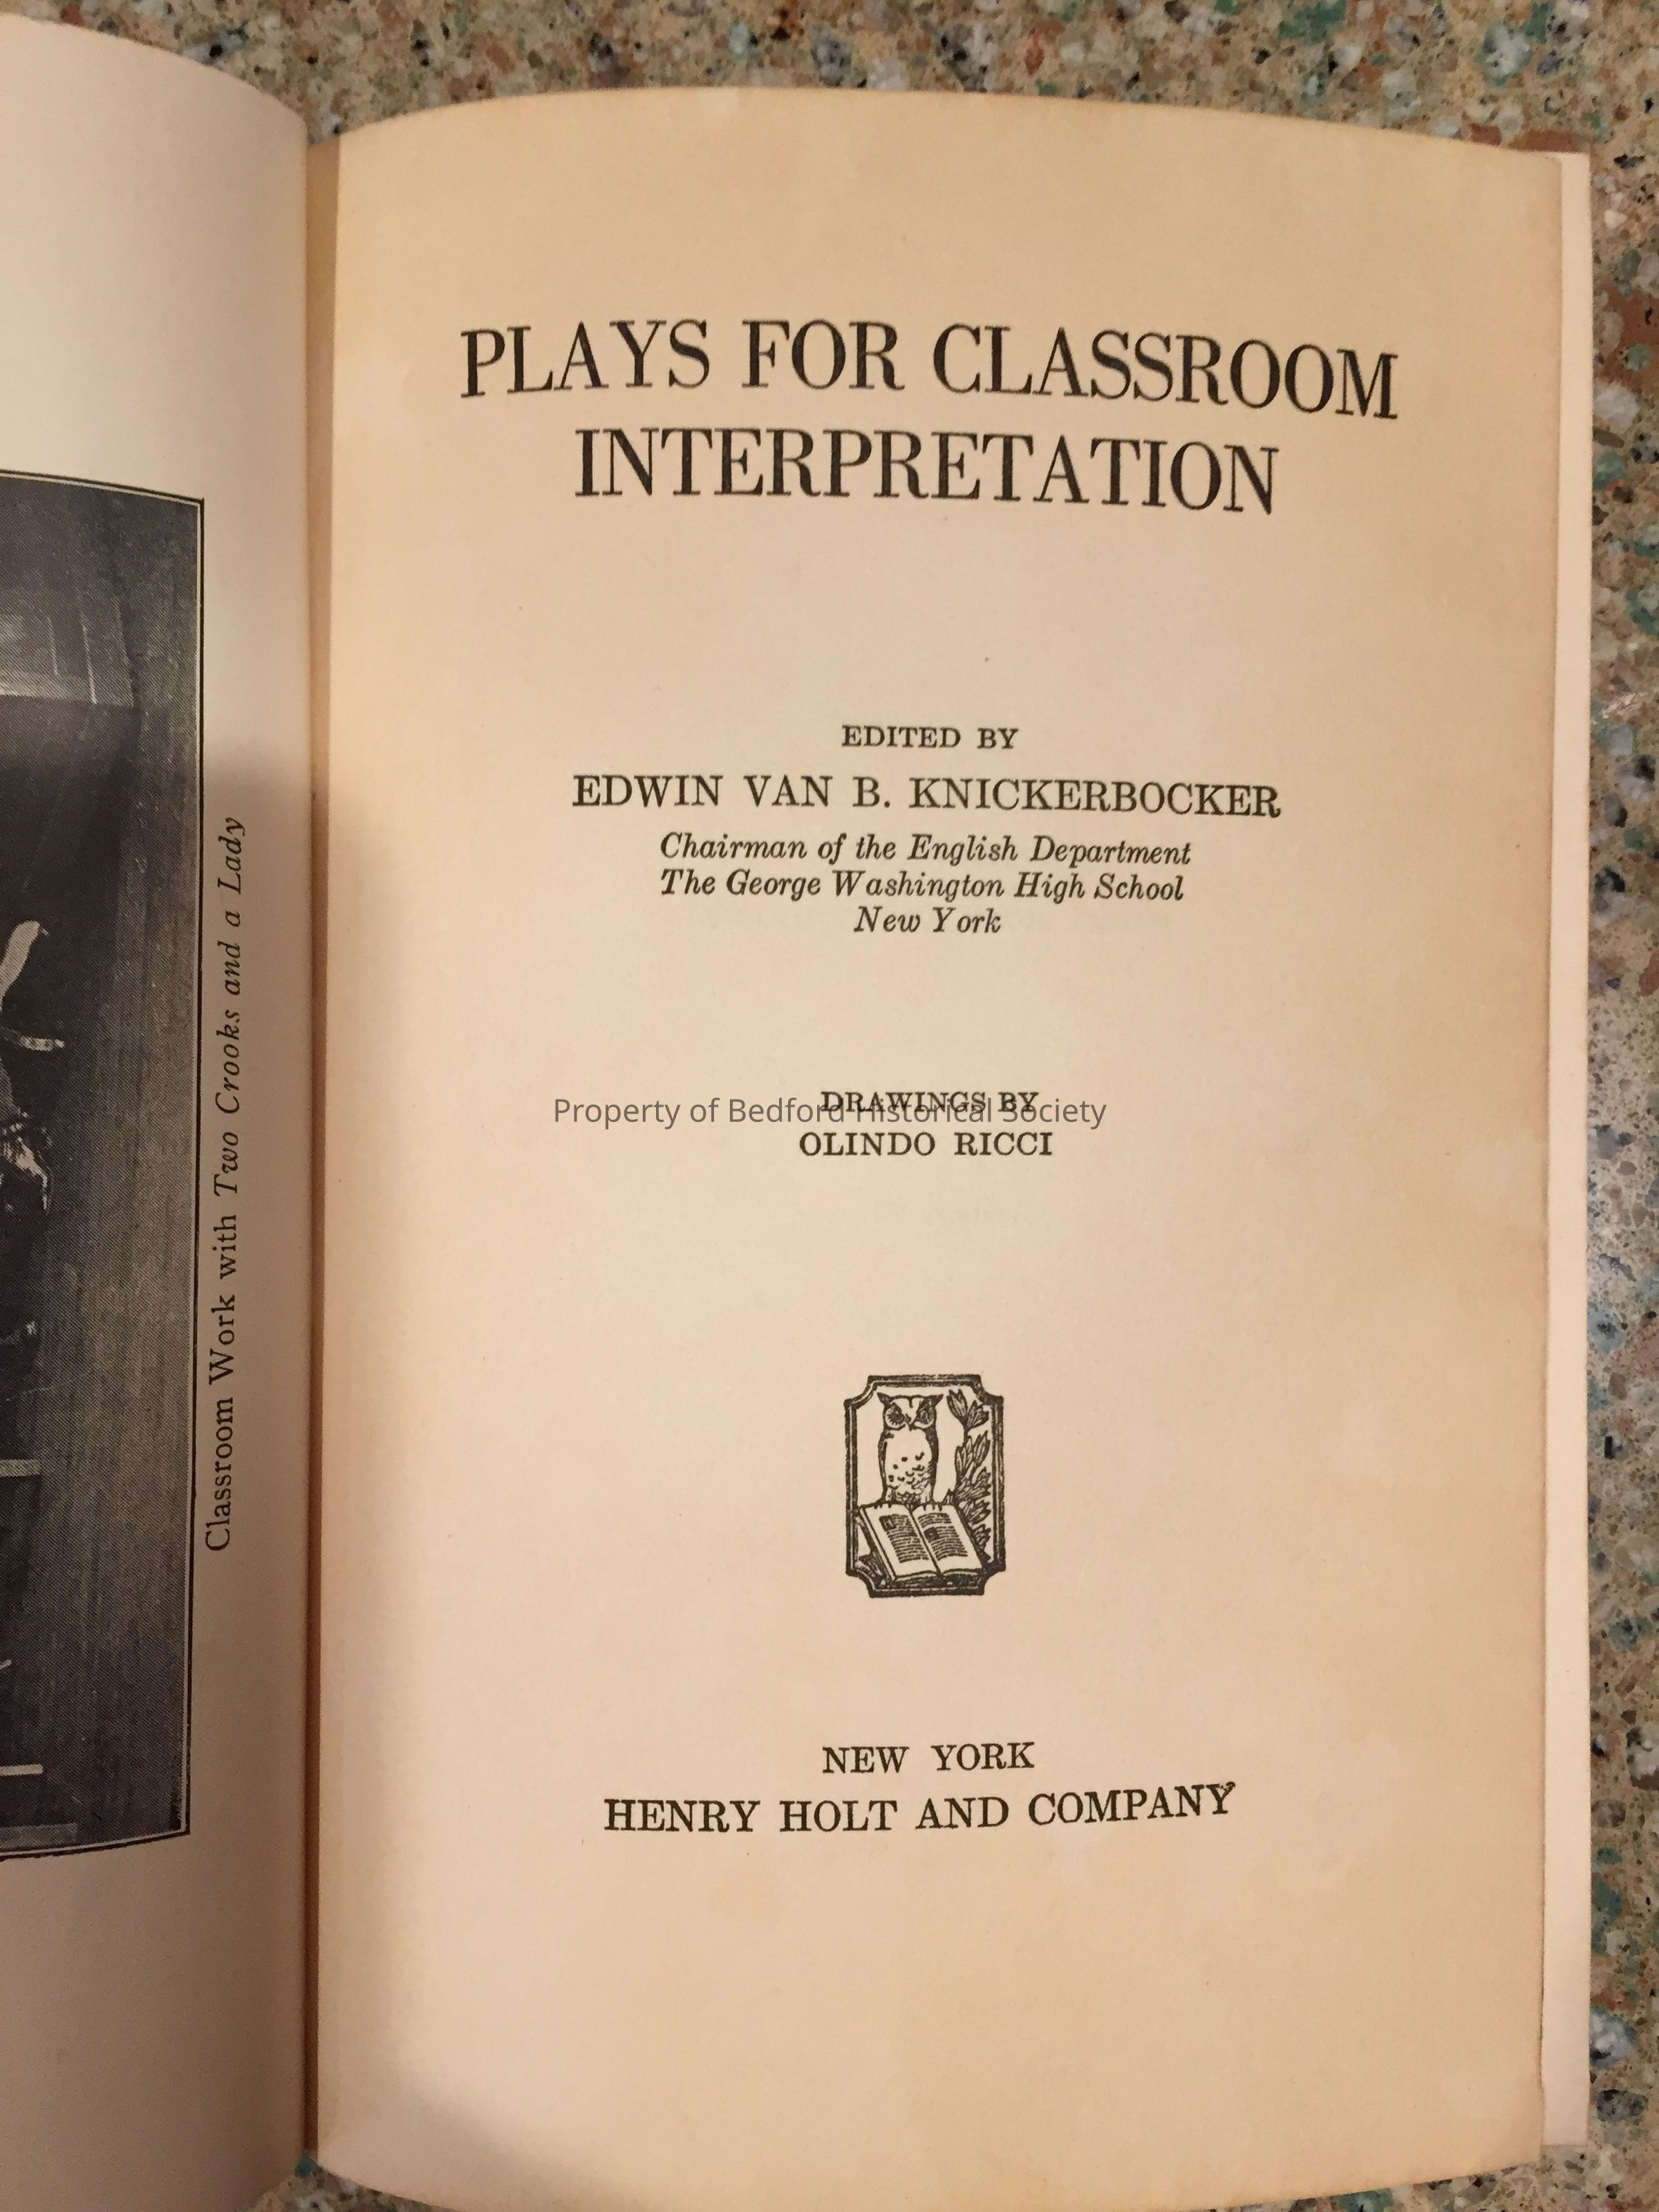 Classroom Work with Two Crooks and a Lady
PLAYS FOR CLASSROOM
INTERPRETATION
EDITED BY
EDWIN VAN B. KNICKERBOCKER
Chairman of the English Department
The George Washington High School
New York
DRAWINGS BY
Property of Bedford Historical Society
OLINDO RICCI
NEW YORK
HENRY HOLT AND COMPANY